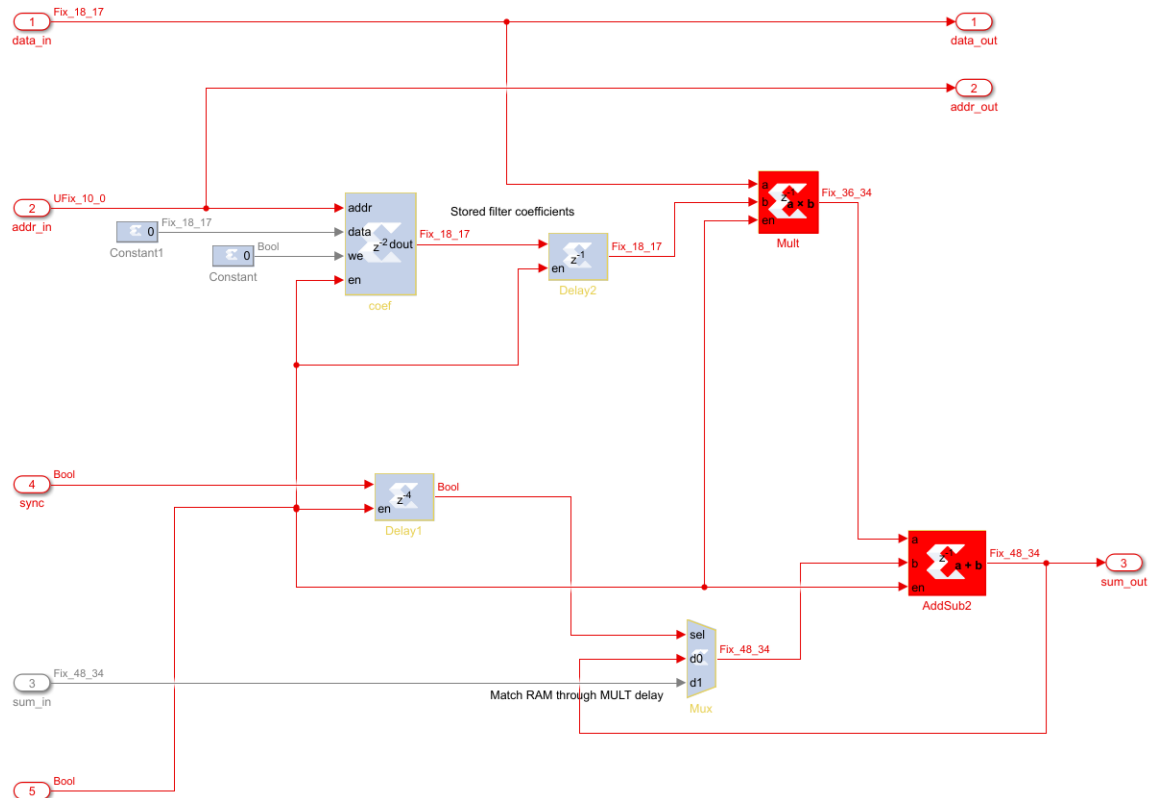 Fix_18_17
1
data_in
1
data_out
2
addr_out
UFix_10_0
2
addr_in
Fix_18_17
0
Constant1
Bool
0
Constant
addr
data
we
en
z-2
dout
coef
Fix_18_17
Stored filter coefficients
en
z-1
Delay2
Fix_18_17
a
b
en
z-1
a × b
Mult
Fix_36_34
Bool
4
sync
en
z-4
Delay1
Bool
a
b
en
z-1
a + b
AddSub2
Fix_48_34
3
sum_out
sel
d0
d1
Mux
Fix_48_34
Fix_48_34
3
sum_in
Match RAM through MULT delay
Bool
5